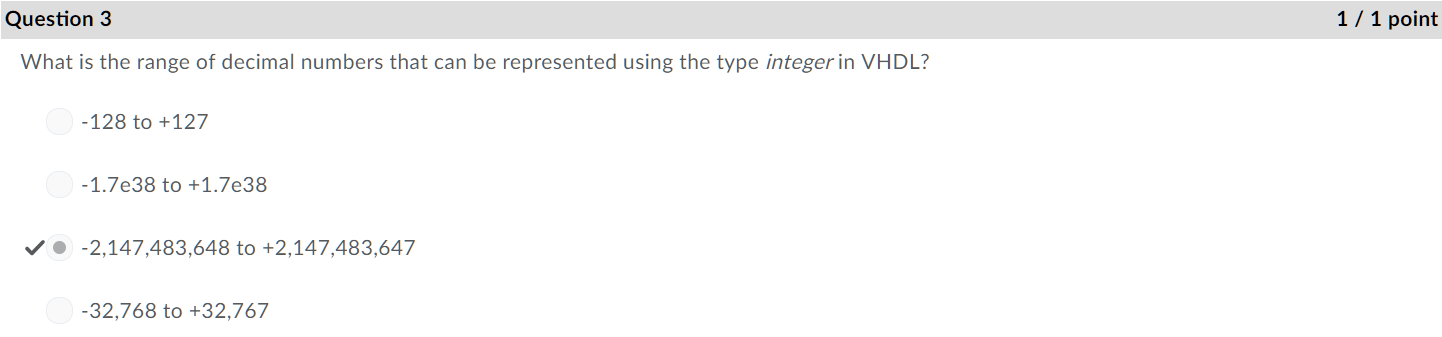 Question 3 1 / 1 point
What is the range of decimal numbers that can be represented using the type integer in VHDL?
-128 to +127
-1.7e38 to +1.7e38
-2,147,483,648 to +2,147,483,647
-32,768 to +32,767